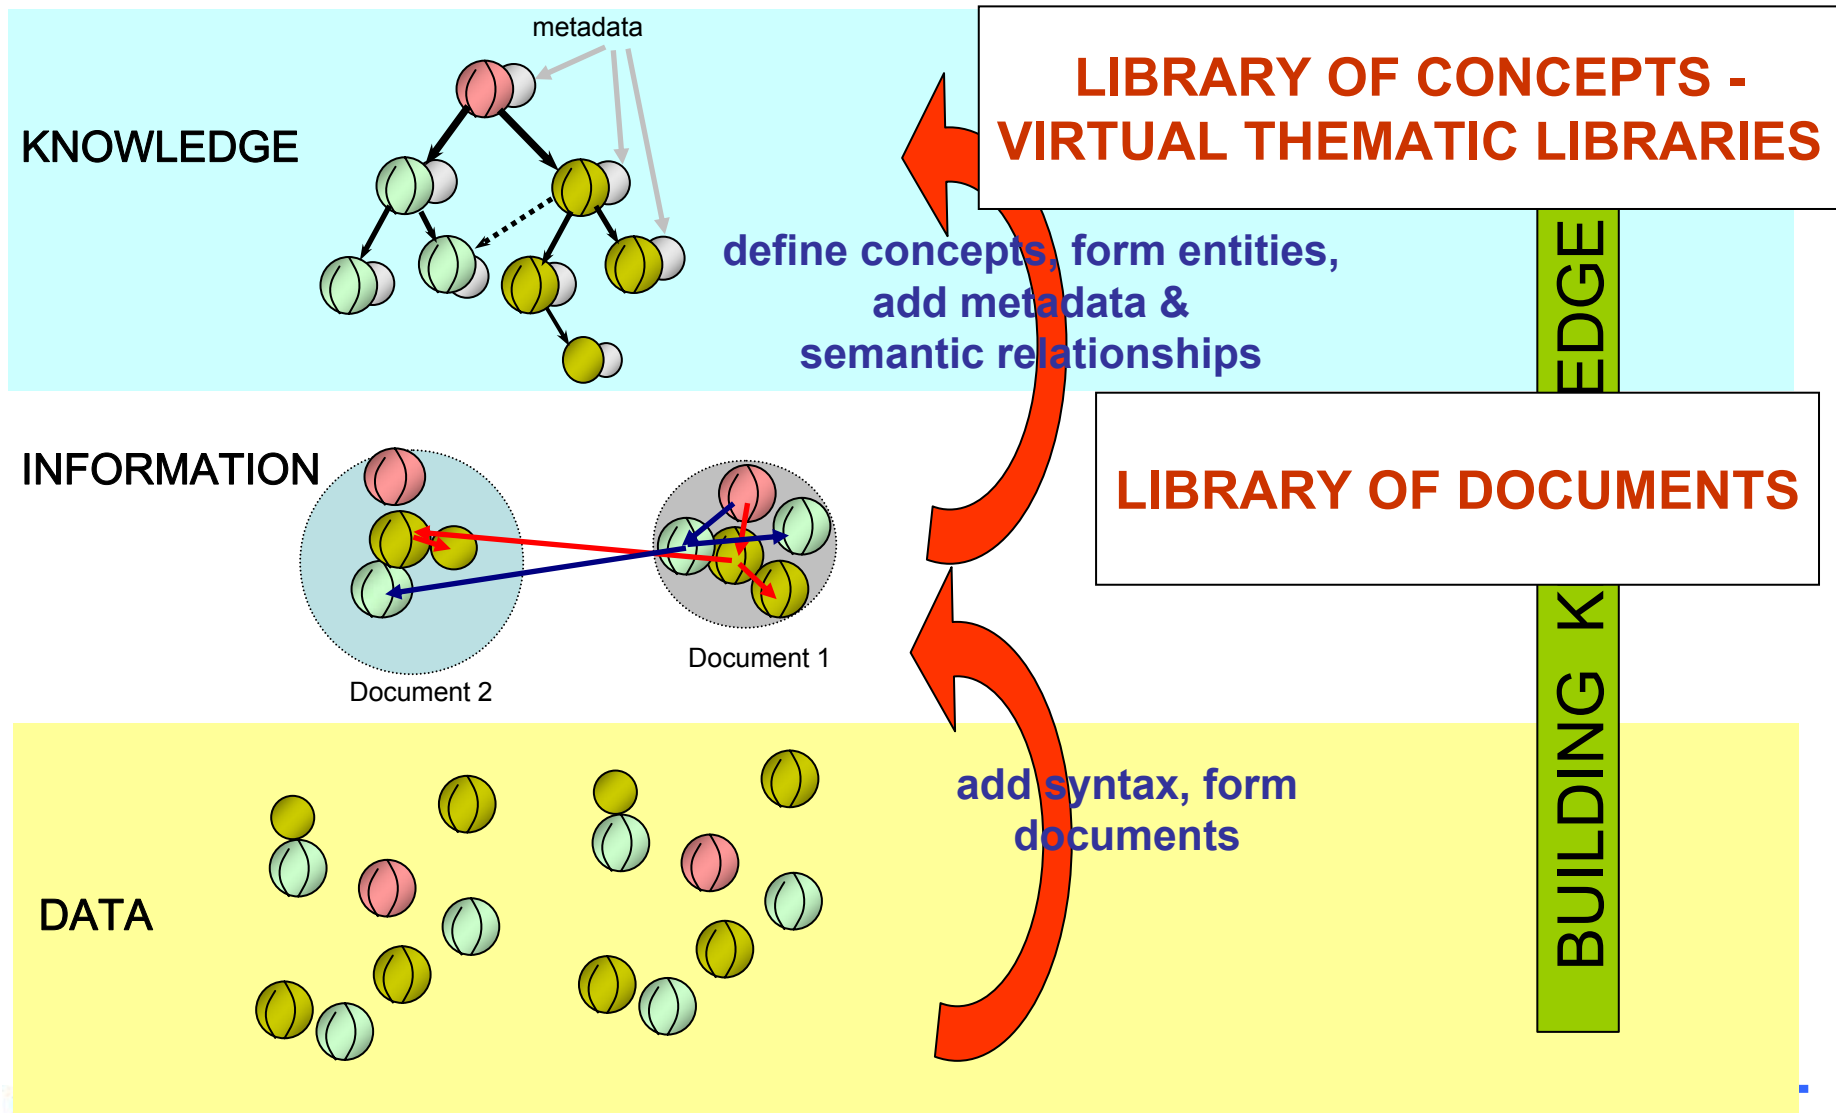 metadata
LIBRARY OF CONCEPTS -
VIRTUAL THEMATIC LIBRARIES
KNOWLEDGE
define concepts, form entities,
add metadata &
semantic relationships
INFORMATION
LIBRARY OF DOCUMENTS
Document 1
Document 2
add syntax, form
documents
DATA
BUILDING K EDGE